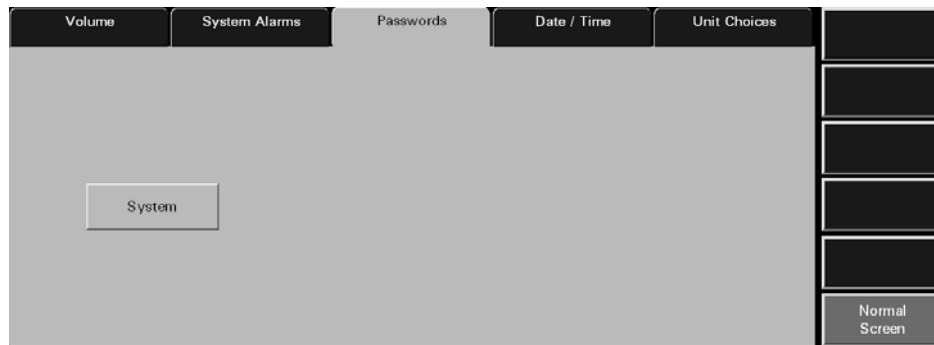 Volume
System Alarms
Passwords
Date / Time
Unit Choices
System
Normal
Screen